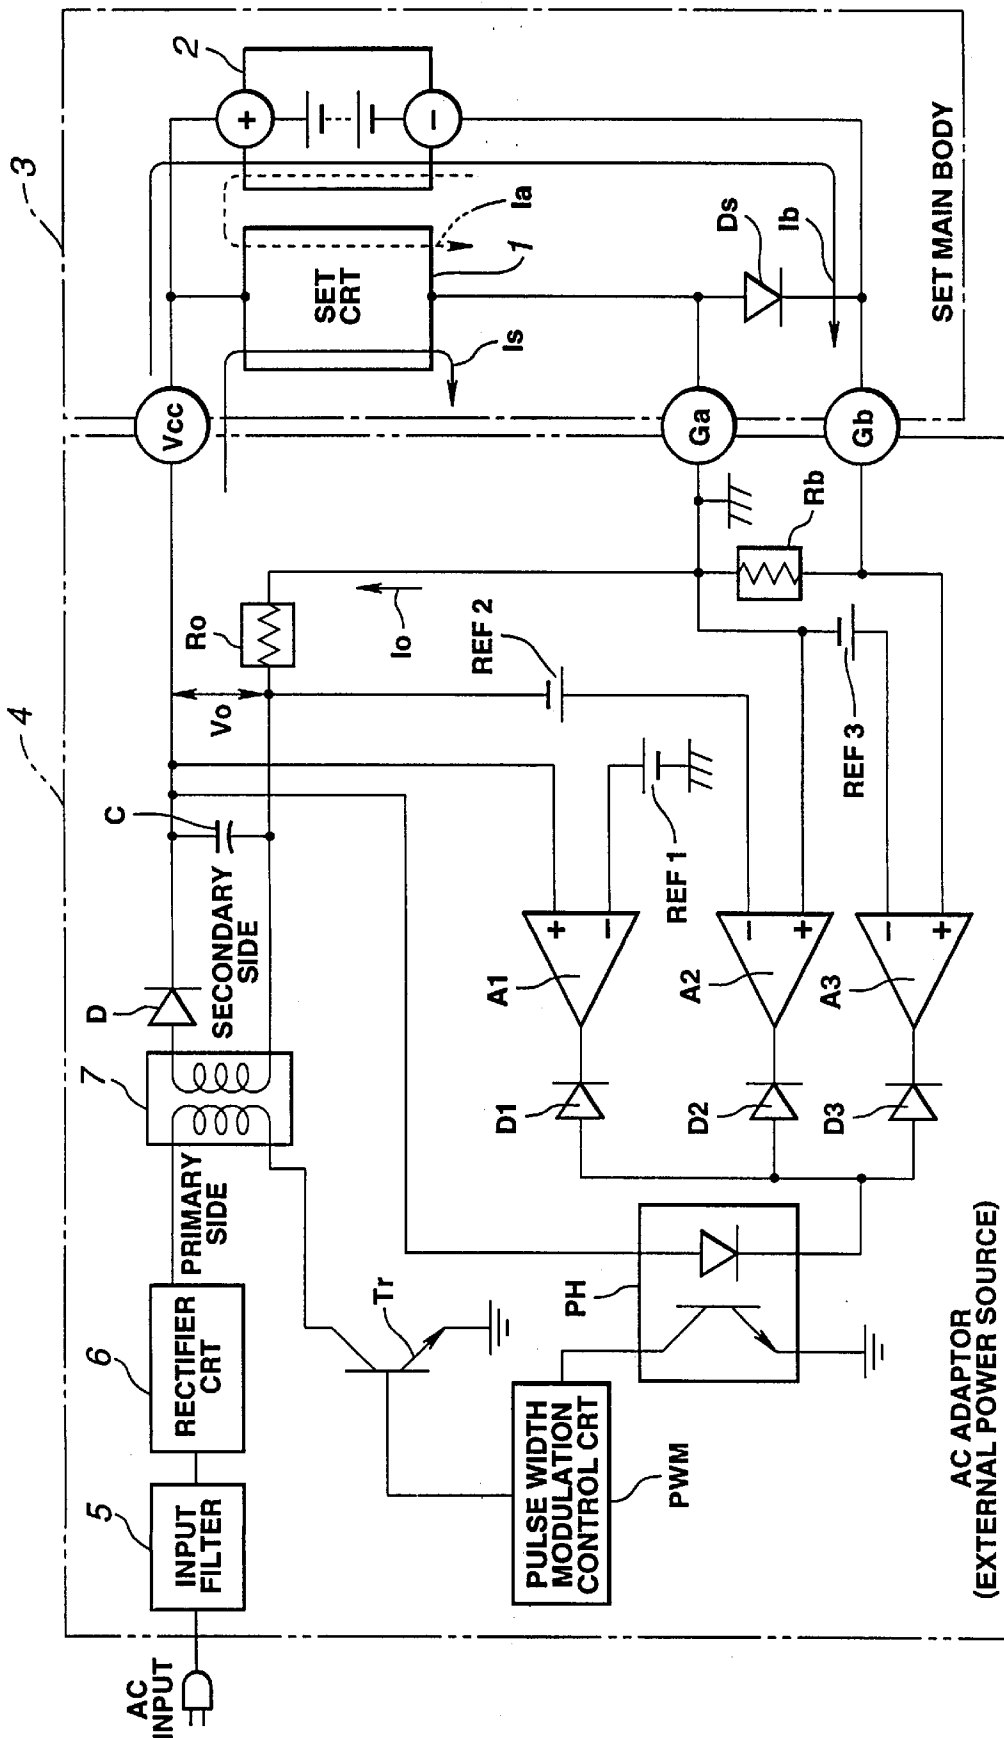 3
4
2
AC INPUT
5
INPUT FILTER
6
RECTIFIER CRT
PRIMARY SIDE
7
D
SECONDARY SIDE
C
Vo
Ro
Io
Vcc
+
−
SET CRT
1
Ia
Is
Ds
Ib
Ga
Gb
Rb
SET MAIN BODY
Tr
PULSE WIDTH
MODULATION
CONTROL CRT
PWM
PH
D1
D2
D3
A1
+
−
A2
−
+
A3
−
+
REF 1
REF 2
REF 3
AC ADAPTOR
(EXTERNAL POWER SOURCE)